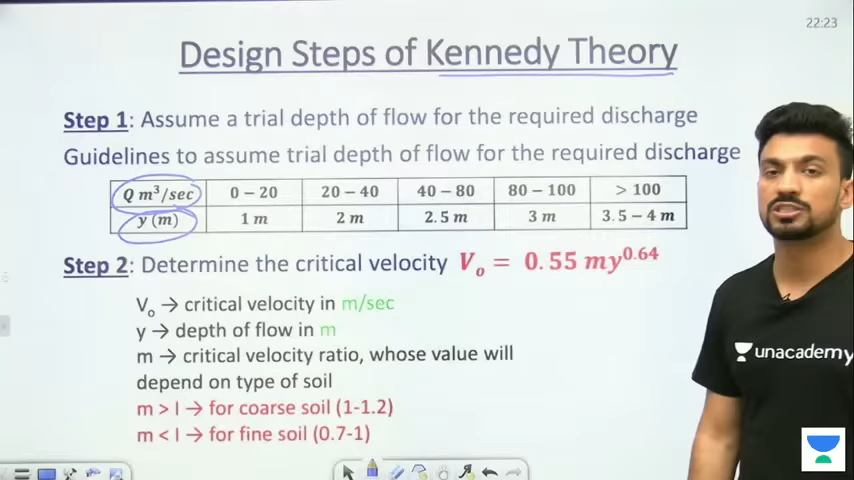 22:23
Design Steps of Kennedy Theory
Step 1: Assume a trial depth of flow for the required discharge
Guidelines to assume trial depth of flow for the required discharge
Q m³/sec 0 – 20 20 – 40 40 – 80 80 – 100 > 100
y (m) 1 m 2 m 2.5 m 3 m 3.5 – 4 m
Step 2: Determine the critical velocity Vₒ = 0.55 my^0.64
Vₒ → critical velocity in m/sec
y → depth of flow in m
m → critical velocity ratio, whose value will
depend on type of soil
m > 1 → for coarse soil (1-1.2)
m < 1 → for fine soil (0.7-1)
unacademy